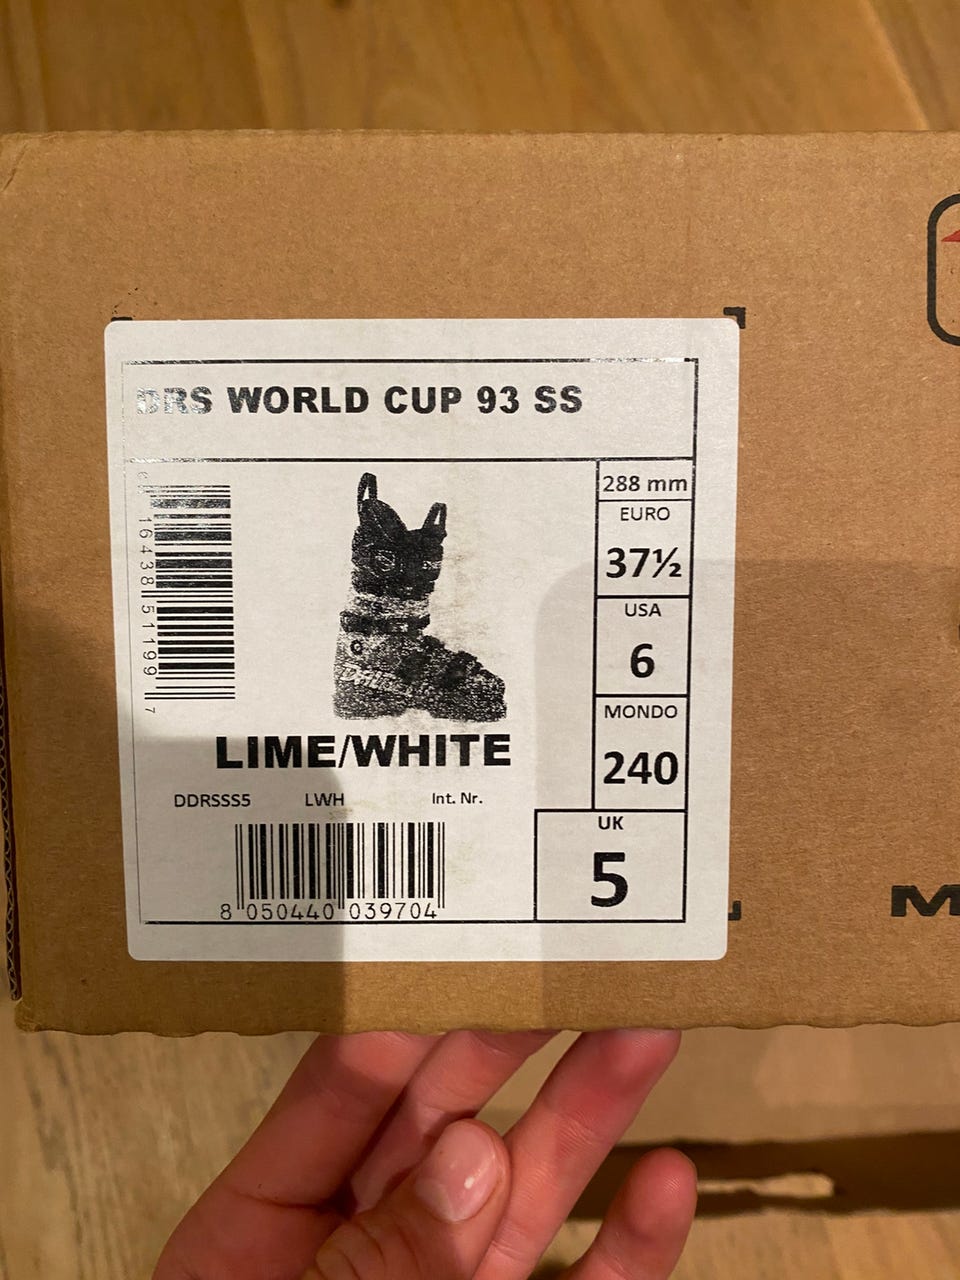 DRS WORLD CUP 93 SS
288 mm
EURO
37½
USA
6
MONDO
240
UK
5
16438 51199 7
LIME/WHITE
DDRSSS5 LWH Int. Nr.
8 050440 039704